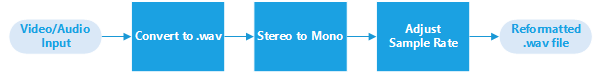 Video/Audio
Input
Convert to .wav
Stereo to Mono
Adjust
Sample Rate
Reformatted
.wav file